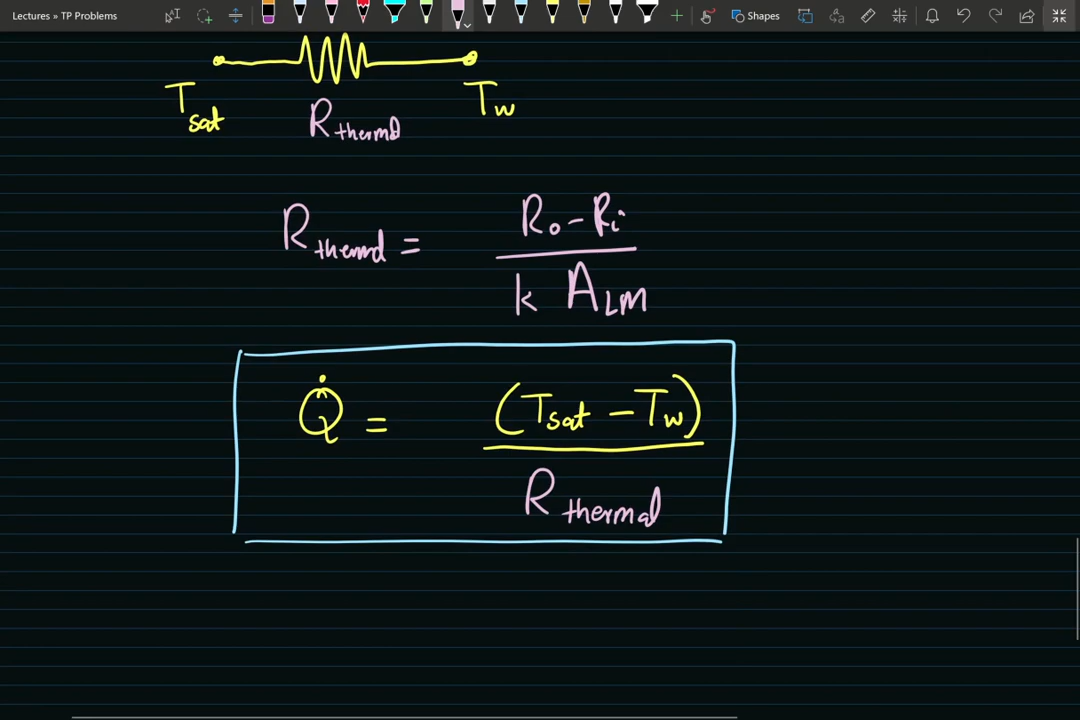 Lectures » TP Problems
Shapes
T_sat R_thermal T_w
R_thermal = (R_o - R_i) / (k A_LM)
Q̇ = (T_sat - T_w) / R_thermal